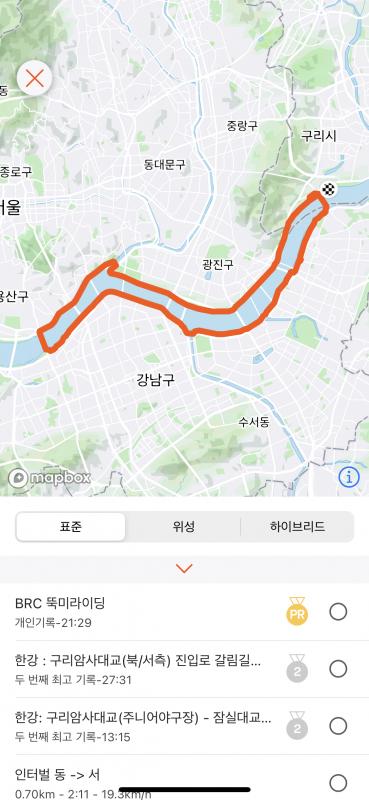 동
중랑구
구리시
동대문구
종로구
서울
광진구
용산구
강남구
수서동
mapbox
표준
위성
하이브리드
BRC 뚝미라이딩
개인기록-21:29
PR
한강 : 구리암사대교(북/서측) 진입로 갈림길...
두 번째 최고 기록-27:31
2
한강: 구리암사대교(주니어야구장) - 잠실대교...
두 번째 최고 기록-13:15
2
인터벌 동 -> 서
0.70km - 2:11 - 19.3km/h